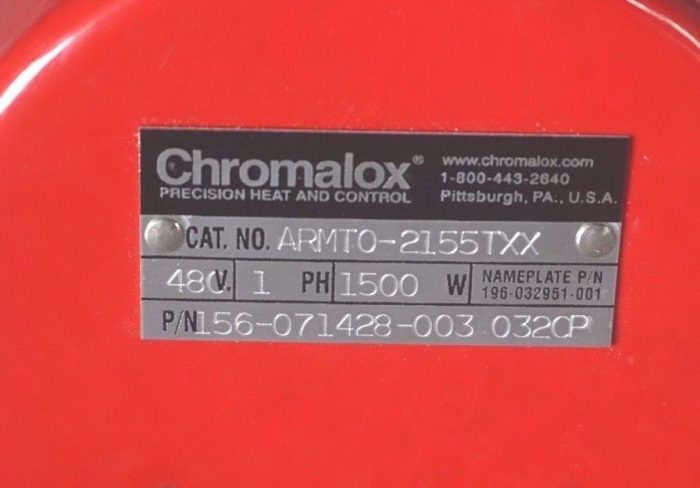 Chromalox®
PRECISION HEAT AND CONTROL
www.chromalox.com
1-800-443-2640
Pittsburgh, PA., U.S.A.
CAT. NO. ARMTO-2155TXX
480 V. 1 PH 1500 W
NAMEPLATE P/N
196-032951-001
P/N 156-071428-003 0320P